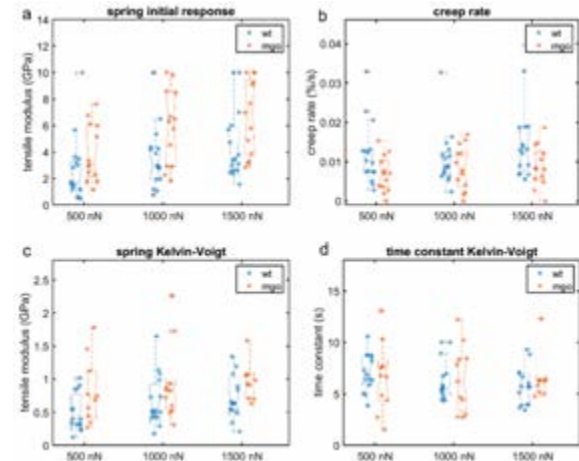 a
spring initial response
wt
mgo
tensile modulus (GPa)
14
12
10
8
6
4
2
0
500 nN
1000 nN
1500 nN
b
creep rate
wt
mgo
creep rate (%/s)
0.04
0.03
0.02
0.01
0
500 nN
1000 nN
1500 nN
c
spring Kelvin-Voigt
wt
mgo
tensile modulus (GPa)
2.5
2
1.5
1
0.5
0
500 nN
1000 nN
1500 nN
d
time constant Kelvin-Voigt
wt
mgo
time constant (s)
15
10
5
0
500 nN
1000 nN
1500 nN